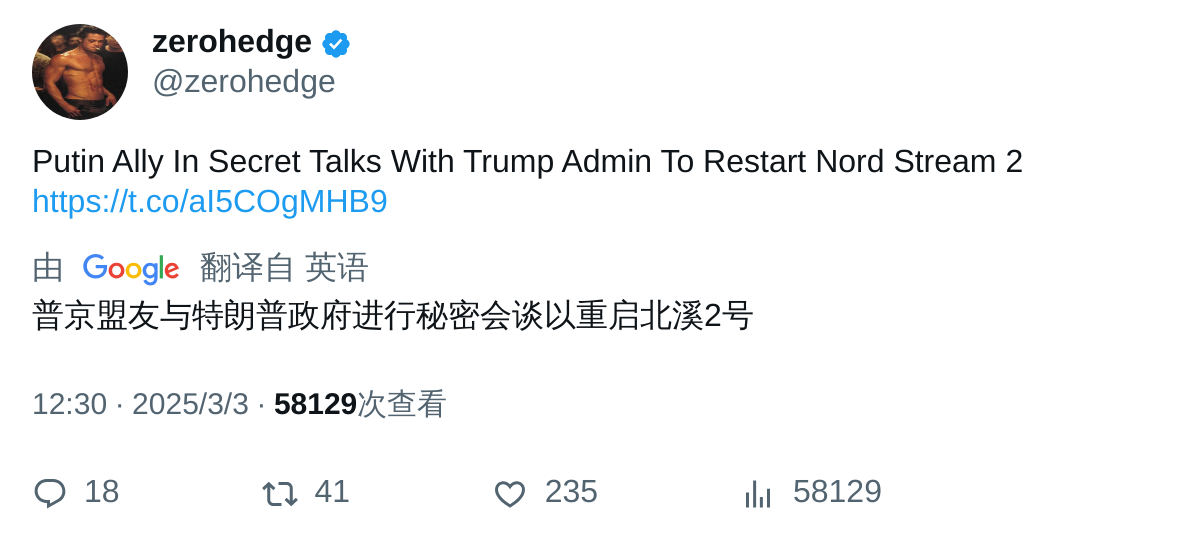 zerohedge
@zerohedge
Putin Ally In Secret Talks With Trump Admin To Restart Nord Stream 2
https://t.co/aI5COgMHB9
由 Google 翻译自 英语
普京盟友与特朗普政府进行秘密会谈以重启北溪2号
12:30 · 2025/3/3 · 58129次查看
18 41 235 58129